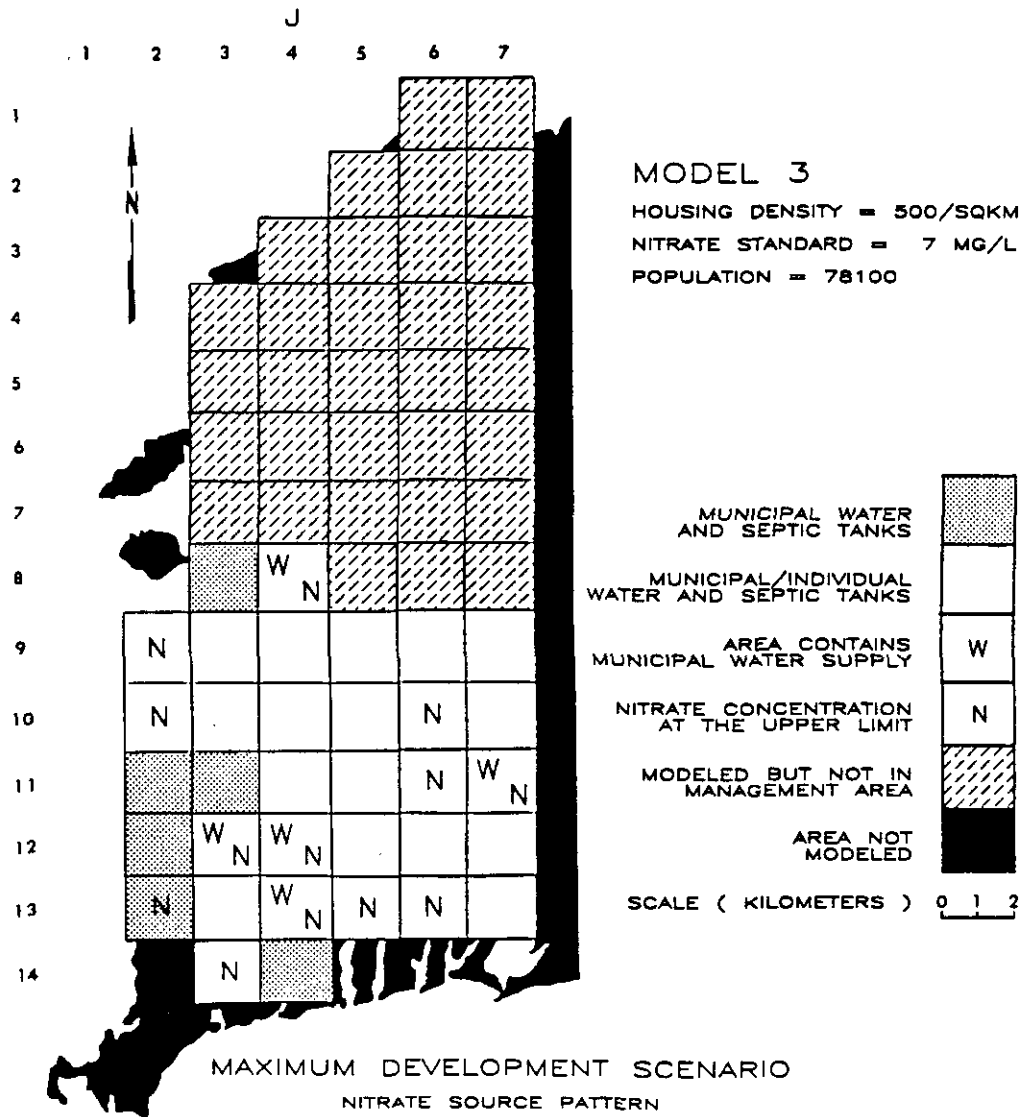 J
1 2 3 4 5 6 7
1
N
2
3
4
5
6
7
8 W N
9 N
10 N N
11 N W N
12 W N W N
13 N W N N N
14 N
MODEL 3
HOUSING DENSITY = 500/SQKM
NITRATE STANDARD = 7 MG/L
POPULATION = 78100
MUNICIPAL WATER
AND SEPTIC TANKS
MUNICIPAL/INDIVIDUAL
WATER AND SEPTIC TANKS
AREA CONTAINS
MUNICIPAL WATER SUPPLY
W
NITRATE CONCENTRATION
AT THE UPPER LIMIT
N
MODELED BUT NOT IN
MANAGEMENT AREA
AREA NOT
MODELED
SCALE ( KILOMETERS ) 0 1 2
MAXIMUM DEVELOPMENT SCENARIO
NITRATE SOURCE PATTERN